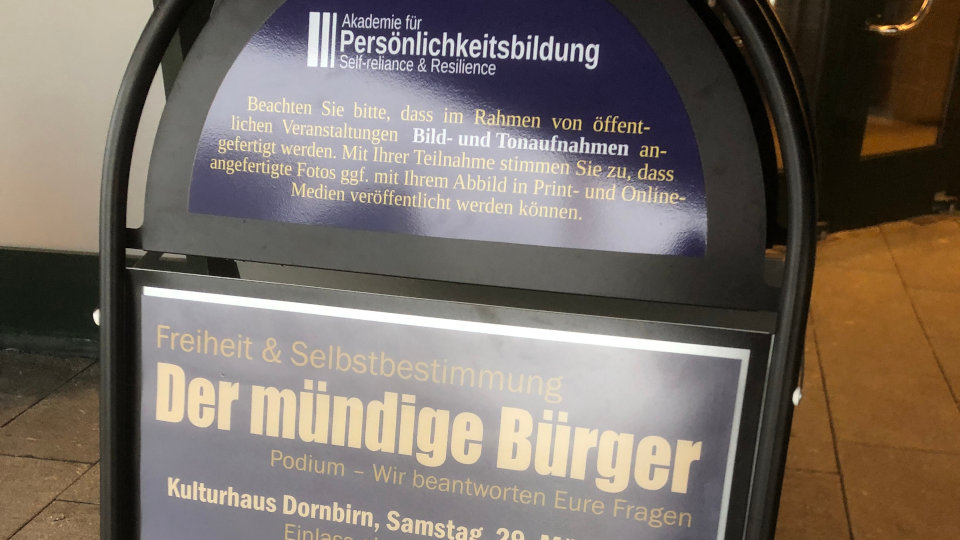 Akademie für
Persönlichkeitsbildung
Self-reliance & Resilience
Beachten Sie bitte, dass im Rahmen von öffent-
lichen Veranstaltungen Bild- und Tonaufnahmen an-
gefertigt werden. Mit Ihrer Teilnahme stimmen Sie zu, dass
angefertigte Fotos ggf. mit Ihrem Abbild in Print- und Online-
Medien veröffentlicht werden können.
Freiheit & Selbstbestimmung
Der mündige Bürger
Podium – Wir beantworten Eure Fragen
Kulturhaus Dornbirn, Samstag, 29.